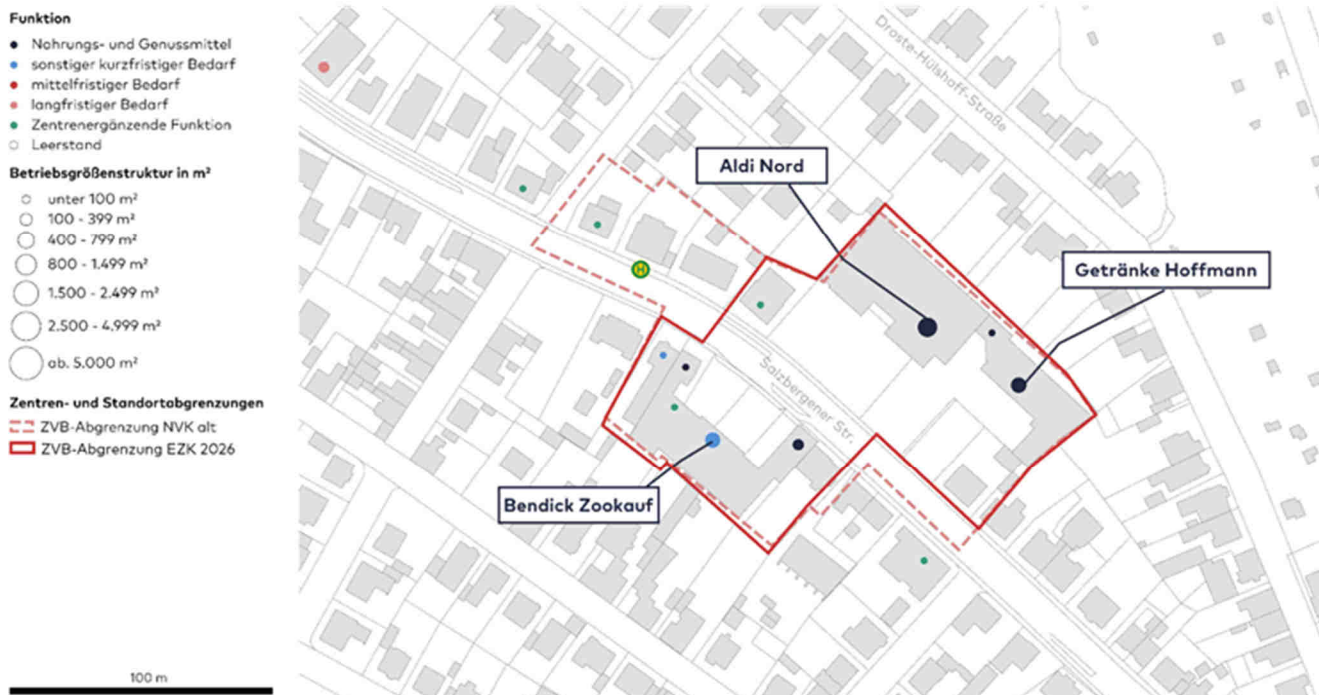 Funktion
Nahrungs- und Genussmittel
sonstiger kurzfristiger Bedarf
mittelfristiger Bedarf
langfristiger Bedarf
Zentrenergänzende Funktion
Leerstand
Betriebsgrößenstruktur in m²
unter 100 m²
100 - 399 m²
400 - 799 m²
800 - 1.499 m²
1.500 - 2.499 m²
2.500 - 4.999 m²
ab. 5.000 m²
Zentren- und Standortabgrenzungen
ZVB-Abgrenzung NVK alt
ZVB-Abgrenzung EZK 2026
100 m
Droste-Hülshoff-Straße
Aldi Nord
Getränke Hoffmann
H
Salzbergener Str.
Bendick Zookauf